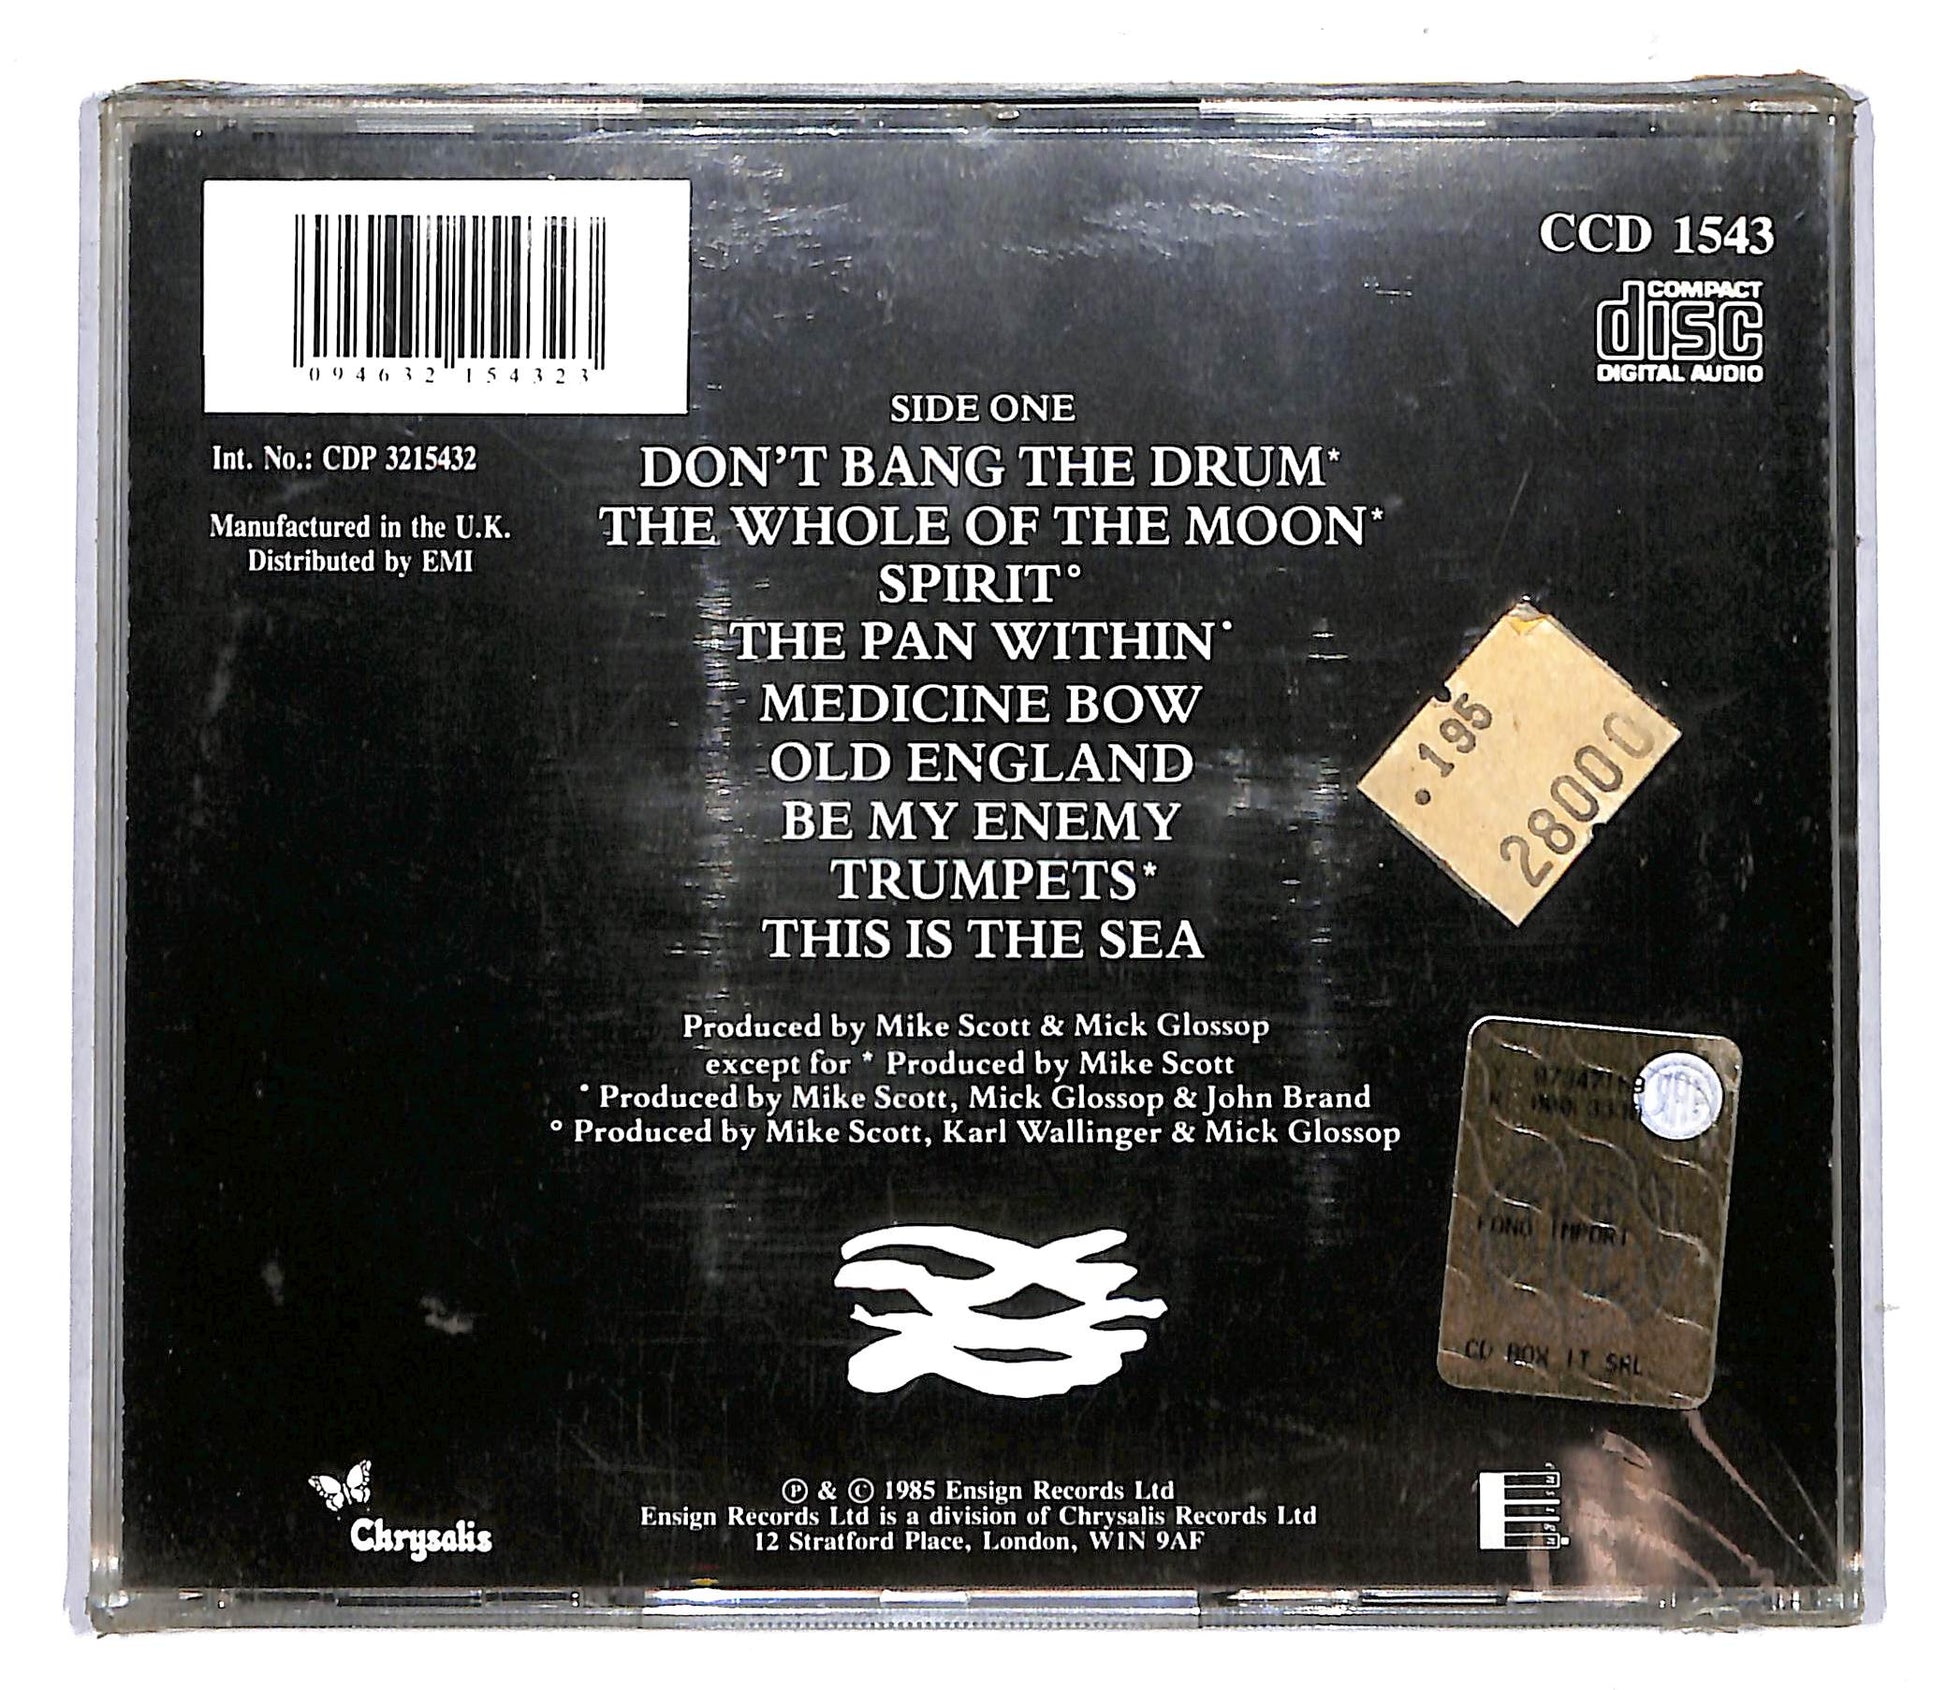 0 94632 154323
CCD 1543
COMPACT
disc
DIGITAL AUDIO
Int. No.: CDP 3215432
Manufactured in the U.K.
Distributed by EMI
SIDE ONE
DON'T BANG THE DRUM*
THE WHOLE OF THE MOON*
SPIRIT°
THE PAN WITHIN•
MEDICINE BOW
OLD ENGLAND
BE MY ENEMY
TRUMPETS*
THIS IS THE SEA
.195
28000
Produced by Mike Scott & Mick Glossop
except for * Produced by Mike Scott
• Produced by Mike Scott, Mick Glossop & John Brand
° Produced by Mike Scott, Karl Wallinger & Mick Glossop
FONO IMPORT
CD BOX IT SRL
Chrysalis
℗ & © 1985 Ensign Records Ltd
Ensign Records Ltd is a division of Chrysalis Records Ltd
12 Stratford Place, London, W1N 9AF